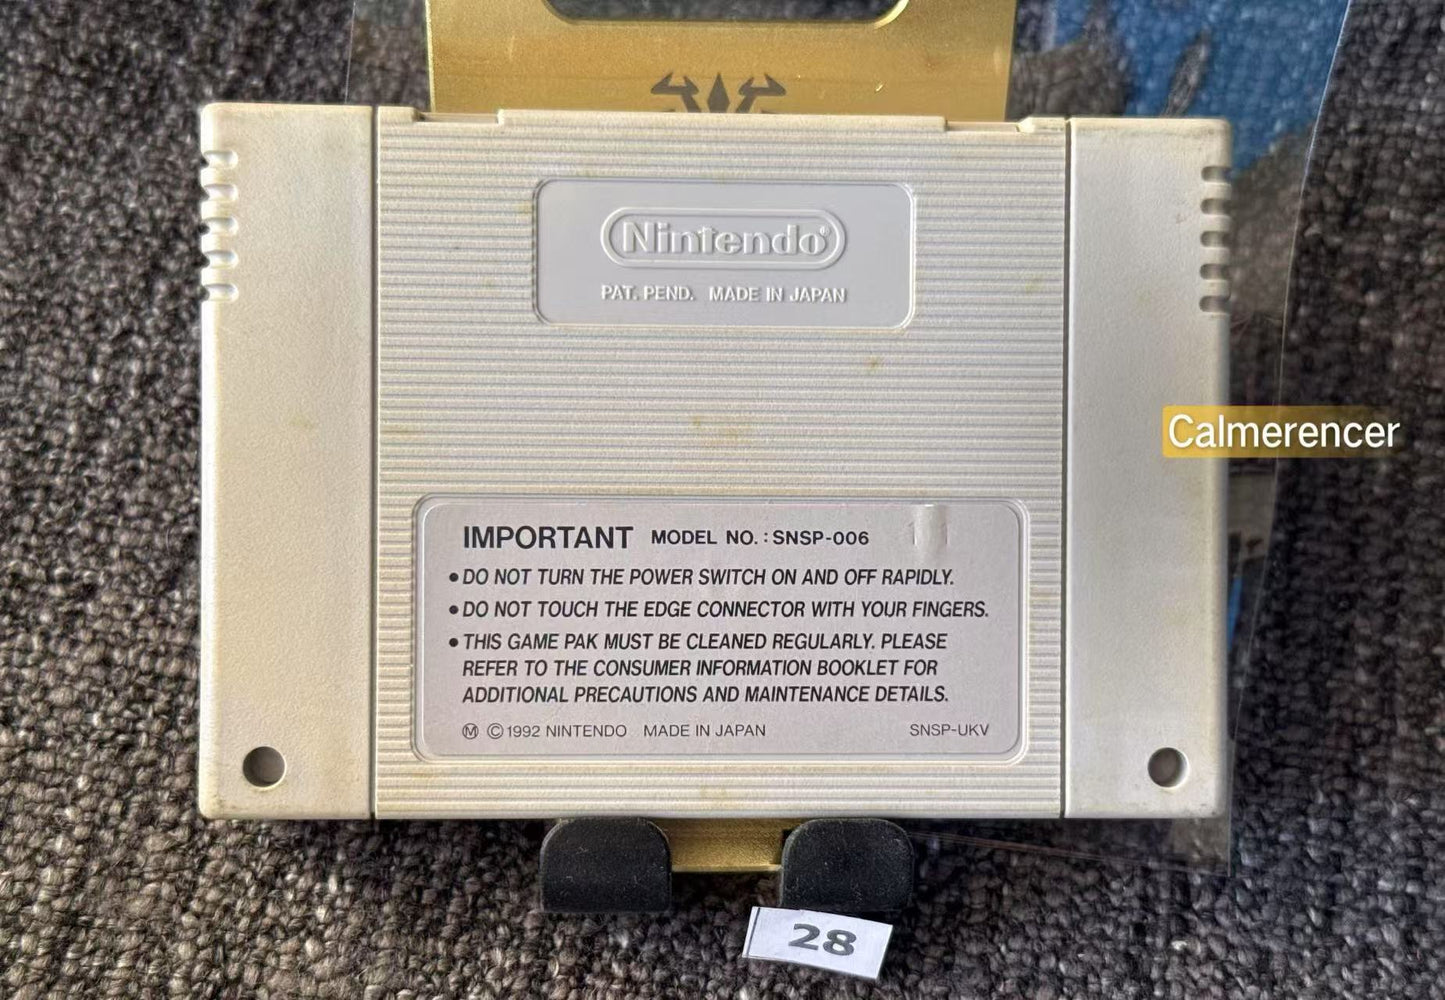 Nintendo®
PAT. PEND. MADE IN JAPAN
Calmerencer
IMPORTANT MODEL NO.: SNSP-006
• DO NOT TURN THE POWER SWITCH ON AND OFF RAPIDLY.
• DO NOT TOUCH THE EDGE CONNECTOR WITH YOUR FINGERS.
• THIS GAME PAK MUST BE CLEANED REGULARLY. PLEASE
REFER TO THE CONSUMER INFORMATION BOOKLET FOR
ADDITIONAL PRECAUTIONS AND MAINTENANCE DETAILS.
Ⓜ ©1992 NINTENDO MADE IN JAPAN SNSP-UKV
28